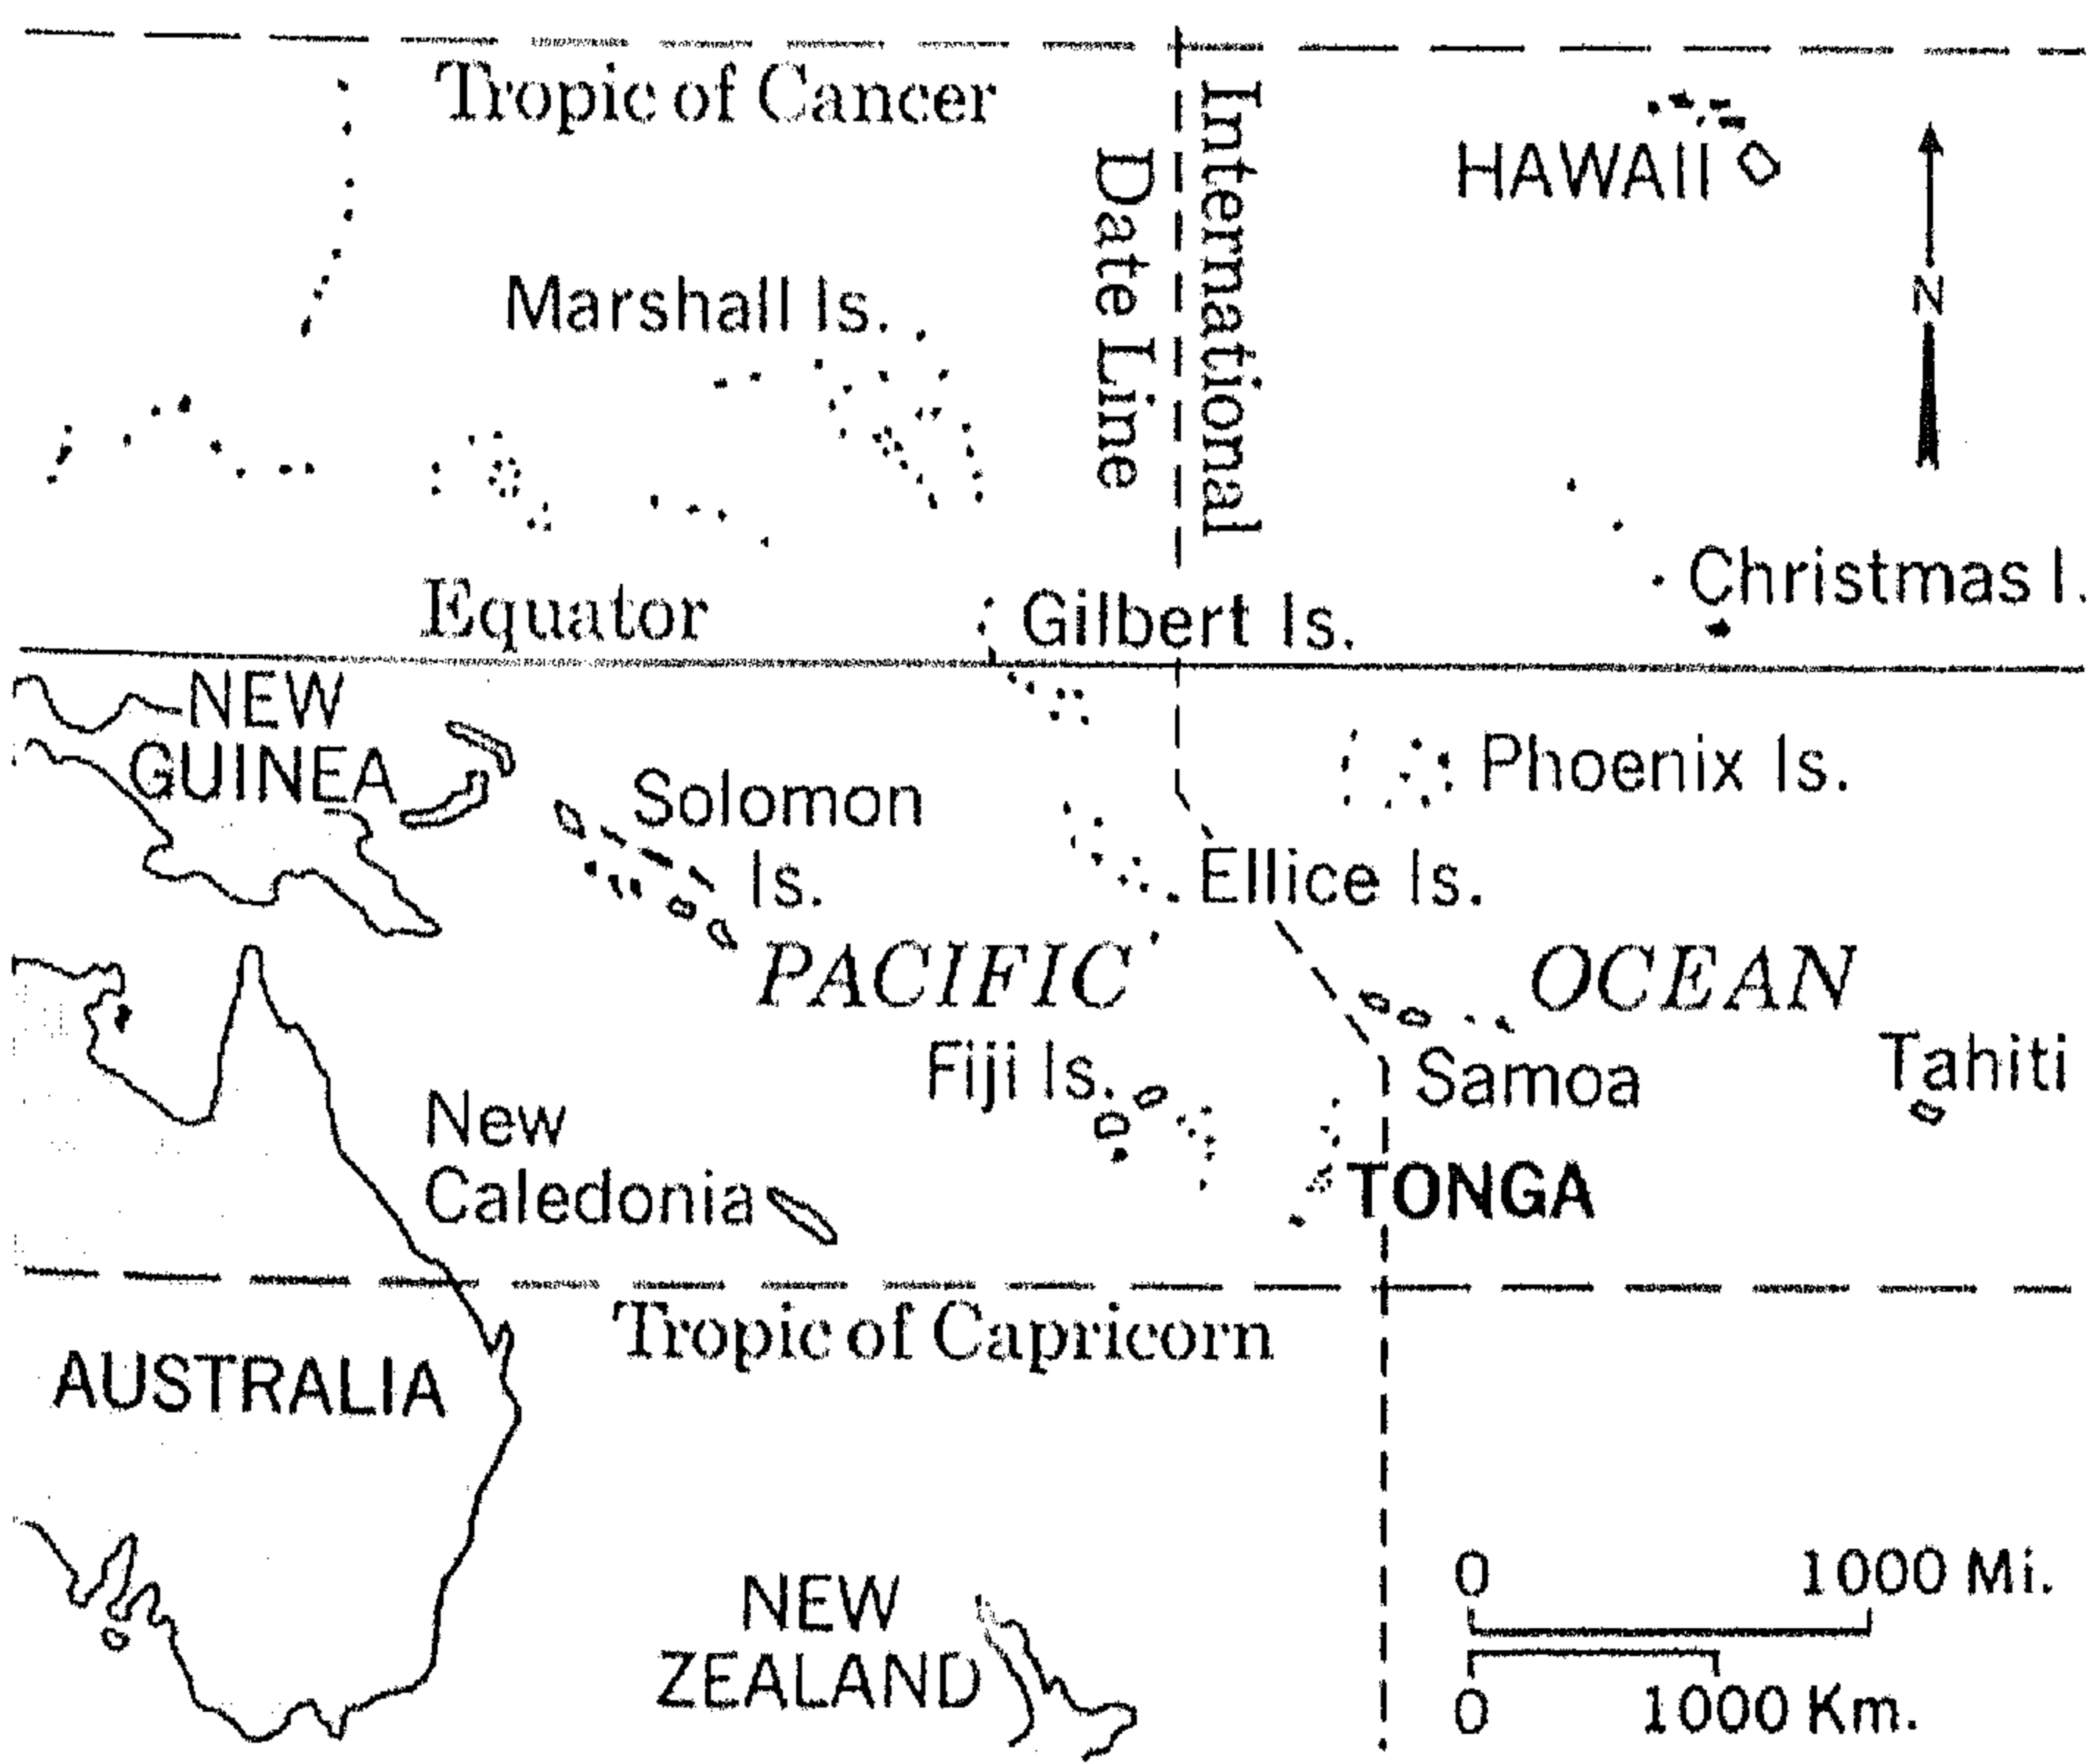 Tropic of Cancer
International
Date Line
HAWAII
N
Marshall Is.
Christmas I.
Equator
Gilbert Is.
NEW
GUINEA
Phoenix Is.
Solomon
Is.
Ellice Is.
PACIFIC
OCEAN
Fiji Is.
Samoa
Tahiti
New
Caledonia
TONGA
Tropic of Capricorn
AUSTRALIA
NEW
ZEALAND
0 1000 Mi.
0 1000 Km.